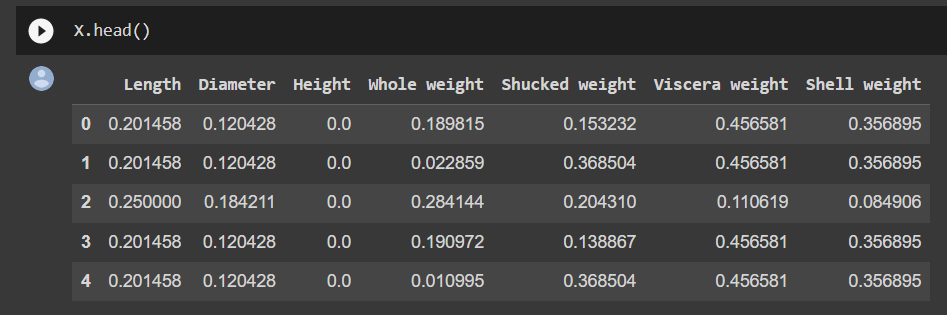 X.head()
Length Diameter Height Whole weight Shucked weight Viscera weight Shell weight
0 0.201458 0.120428 0.0 0.189815 0.153232 0.456581 0.356895
1 0.201458 0.120428 0.0 0.022859 0.368504 0.456581 0.356895
2 0.250000 0.184211 0.0 0.284144 0.204310 0.110619 0.084906
3 0.201458 0.120428 0.0 0.190972 0.138867 0.456581 0.356895
4 0.201458 0.120428 0.0 0.010995 0.368504 0.456581 0.356895